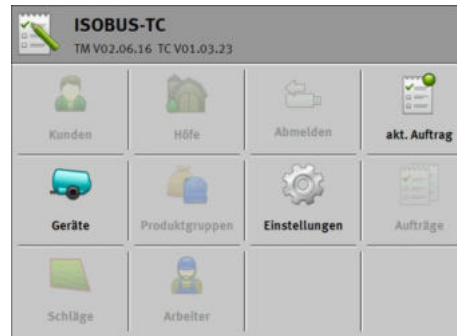 ISOBUS-TC
TM V02.06.16 TC V01.03.23
Kunden
Höfe
Abmelden
akt. Auftrag
Geräte
Produktgruppen
Einstellungen
Aufträge
Schläge
Arbeiter